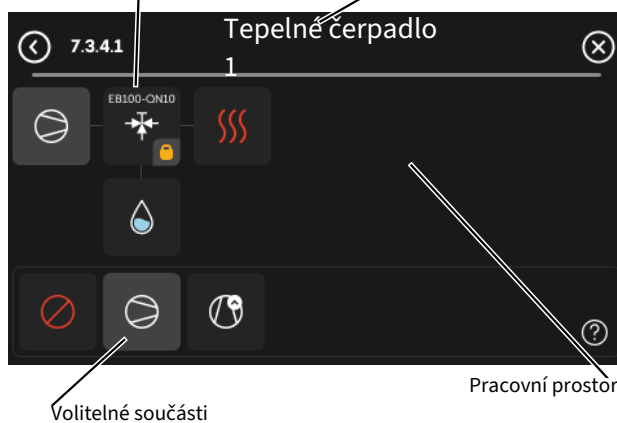 7.3.4.1
Tepelné čerpadlo
1
EB100-QN10
Pracovní prostor
Volitelné součásti